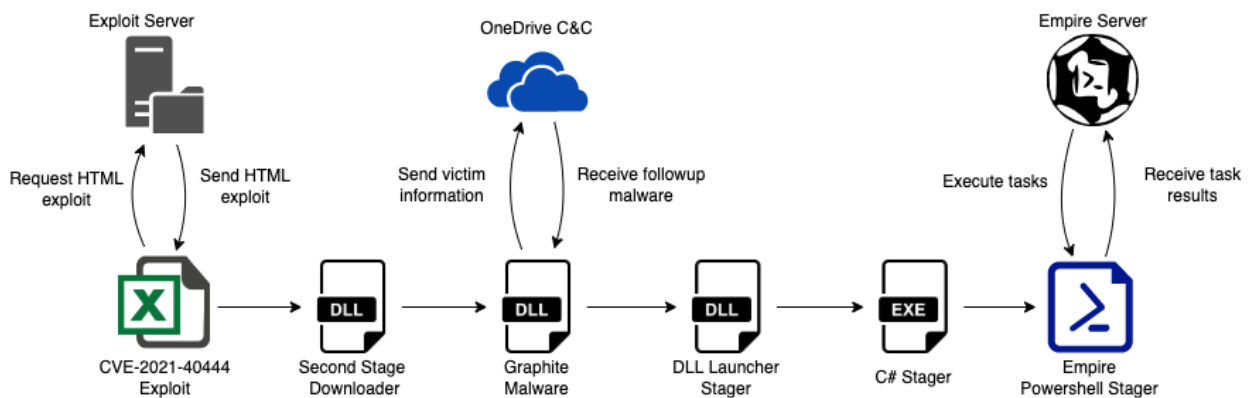 Exploit Server
OneDrive C&C
Empire Server
Request HTML
exploit
Send HTML
exploit
Send victim
information
Receive followup
malware
Execute tasks
Receive task
results
X
DLL
DLL
DLL
EXE
CVE-2021-40444
Exploit
Second Stage
Downloader
Graphite
Malware
DLL Launcher
Stager
C# Stager
Empire
Powershell Stager